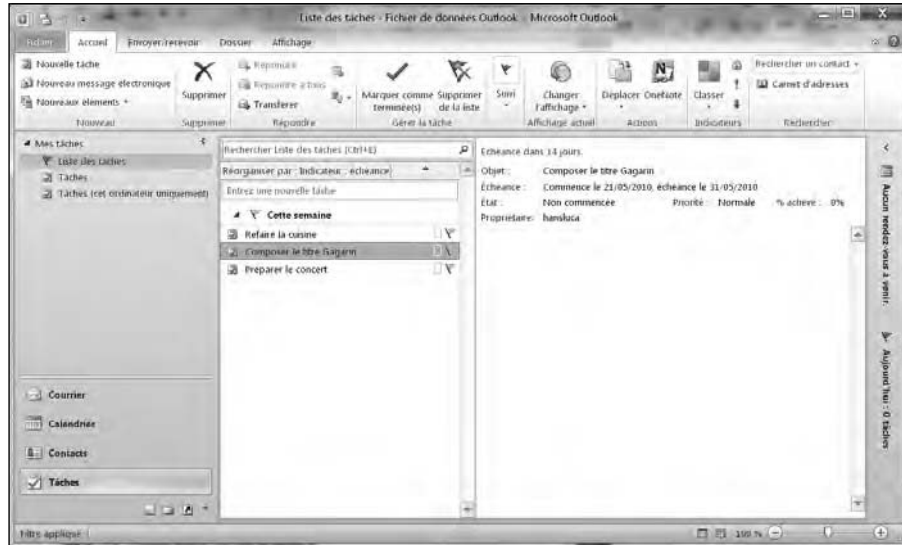 Liste des tâches - Fichier de données Outlook - Microsoft Outlook
Fichier Accueil Envoyer/recevoir Dossier Affichage
Nouvelle tâche
Nouveau message électronique
Nouveaux éléments
Nouveau
Supprimer
Supprimer
Répondre
Répondre à tous
Transférer
Répondre
Marquer comme terminée(s)
Supprimer de la liste
Gérer la tâche
Suivi
Changer l'affichage
Affichage actuel
Déplacer OneNote
Actions
Classer
Indicateurs
Rechercher un contact
Carnet d'adresses
Rechercher
Mes tâches
Liste des tâches
Tâches
Tâches (cet ordinateur uniquement)
Courrier
Calendrier
Contacts
Tâches
Rechercher Liste des tâches (Ctrl+E)
Réorganiser par : Indicateur : échéance
Entrez une nouvelle tâche
Cette semaine
Refaire la cuisine
Composer le titre Gagarin
Préparer le concert
Échéance dans 14 jours.
Objet : Composer le titre Gagarin
Échéance : Commence le 21/05/2010, échéance le 31/05/2010
État : Non commencée Priorité : Normale % achevé : 0%
Propriétaire : hansluca
Aucun rendez-vous à venir.
Aujourd'hui : 0 tâches
Filtre appliqué
100 %